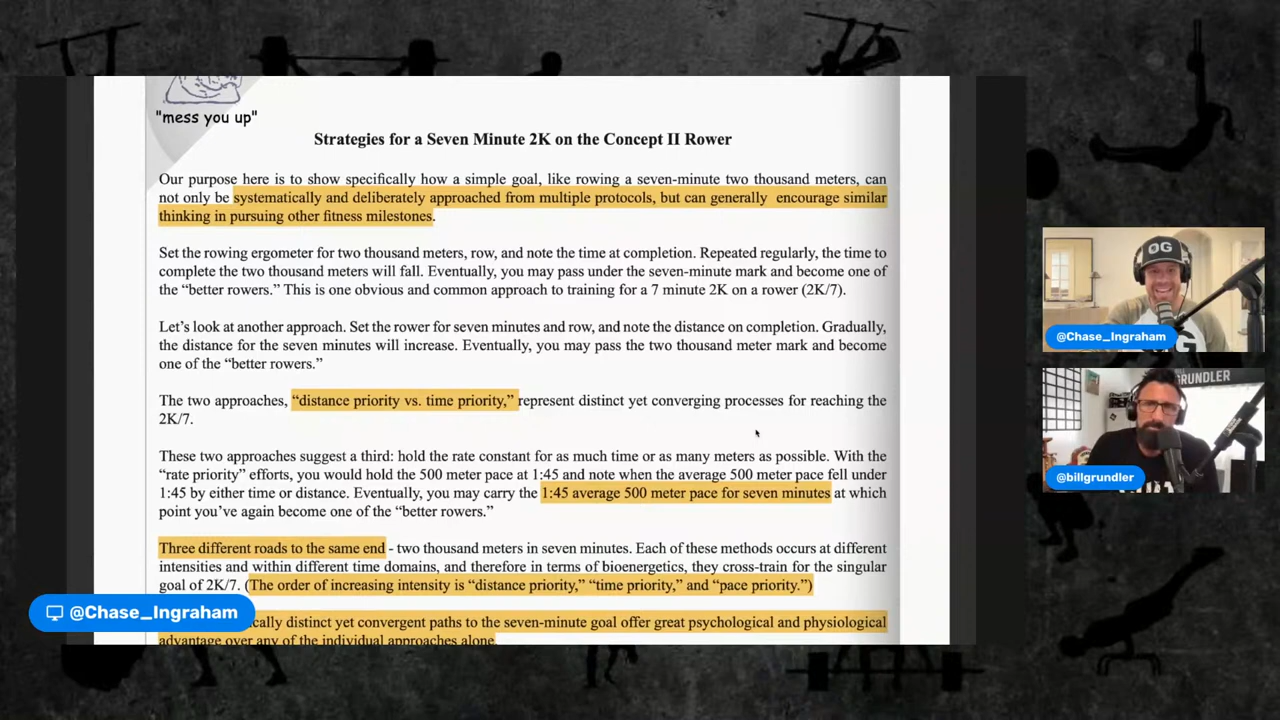 "mess you up"
Strategies for a Seven Minute 2K on the Concept II Rower
Our purpose here is to show specifically how a simple goal, like rowing a seven-minute two thousand meters, can
not only be systematically and deliberately approached from multiple protocols, but can generally encourage similar
thinking in pursuing other fitness milestones.
Set the rowing ergometer for two thousand meters, row, and note the time at completion. Repeated regularly, the time to
complete the two thousand meters will fall. Eventually, you may pass under the seven-minute mark and become one of
the “better rowers.” This is one obvious and common approach to training for a 7 minute 2K on a rower (2K/7).
Let’s look at another approach. Set the rower for seven minutes and row, and note the distance on completion. Gradually,
the distance for the seven minutes will increase. Eventually, you may pass the two thousand meter mark and become
one of the “better rowers.”
The two approaches, “distance priority vs. time priority,” represent distinct yet converging processes for reaching the
2K/7.
These two approaches suggest a third: hold the rate constant for as much time or as many meters as possible. With the
“rate priority” efforts, you would hold the 500 meter pace at 1:45 and note when the average 500 meter pace fell under
1:45 by either time or distance. Eventually, you may carry the 1:45 average 500 meter pace for seven minutes at which
point you’ve again become one of the “better rowers.”
Three different roads to the same end - two thousand meters in seven minutes. Each of these methods occurs at different
intensities and within different time domains, and therefore in terms of bioenergetics, they cross-train for the singular
goal of 2K/7. (The order of increasing intensity is “distance priority,” “time priority,” and “pace priority.”)
cally distinct yet convergent paths to the seven-minute goal offer great psychological and physiological
advantage over any of the individual approaches alone.
@Chase_Ingraham
OG
@Chase_Ingraham
GRUNDLER
@billgrundler